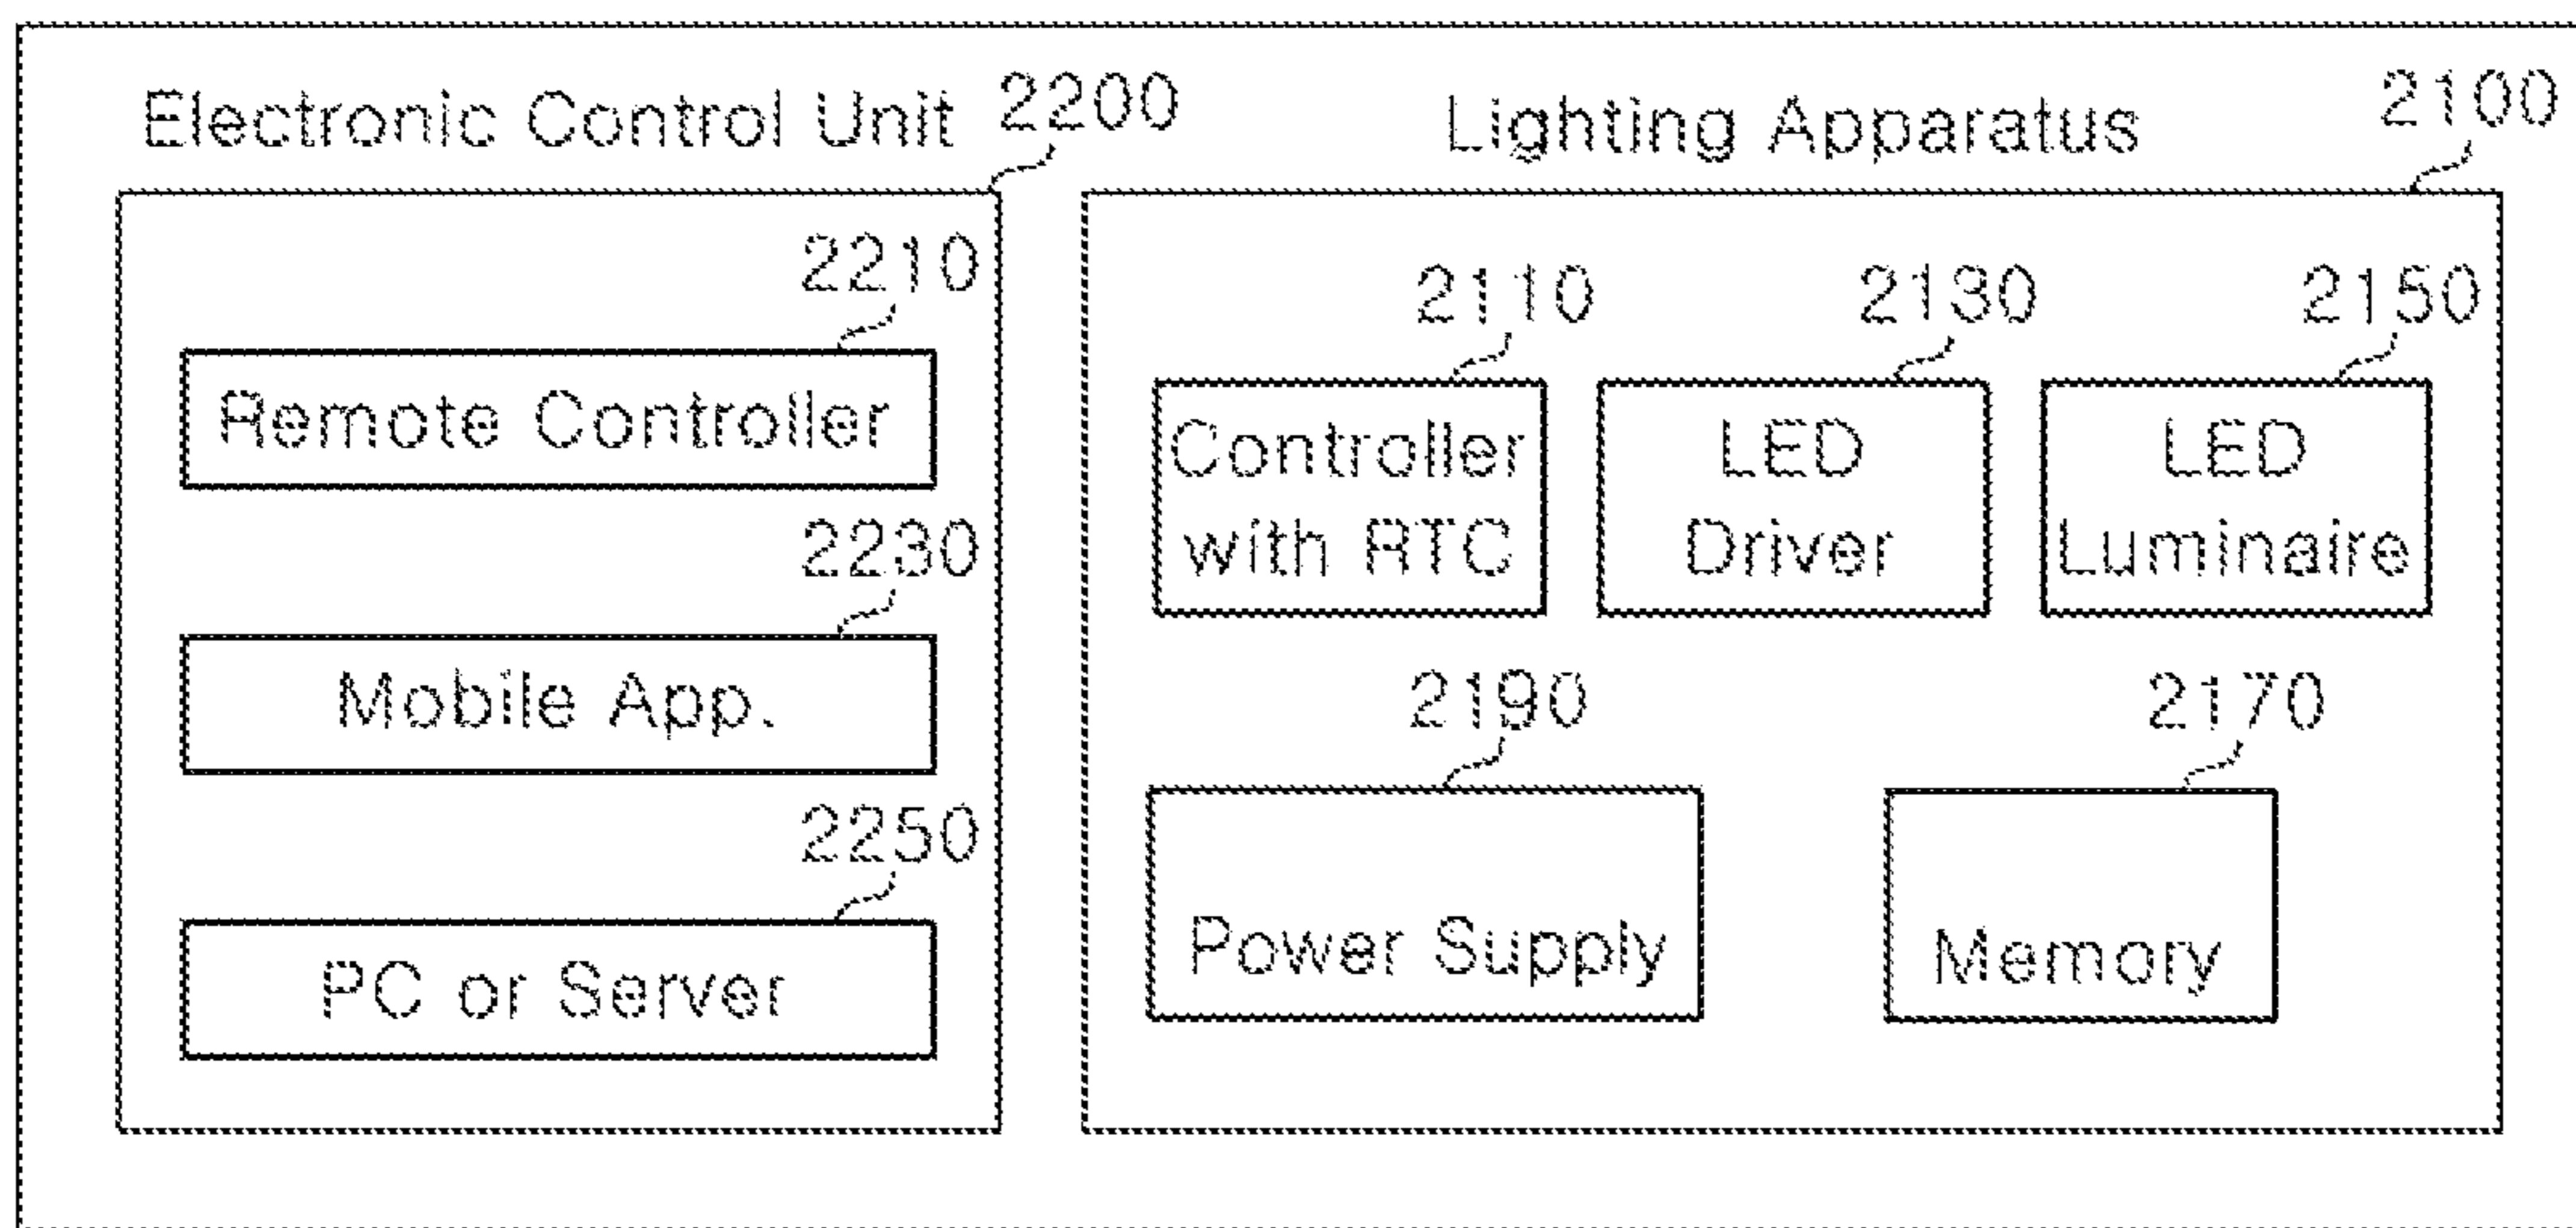 Electronic Control Unit 2200
2210
Remote Controller
2230
Mobile App.
2250
PC or Server
Lighting Apparatus 2100
2110
Controller
with RTC
2130
LED
Driver
2150
LED
Luminaire
2190
Power Supply
2170
Memory